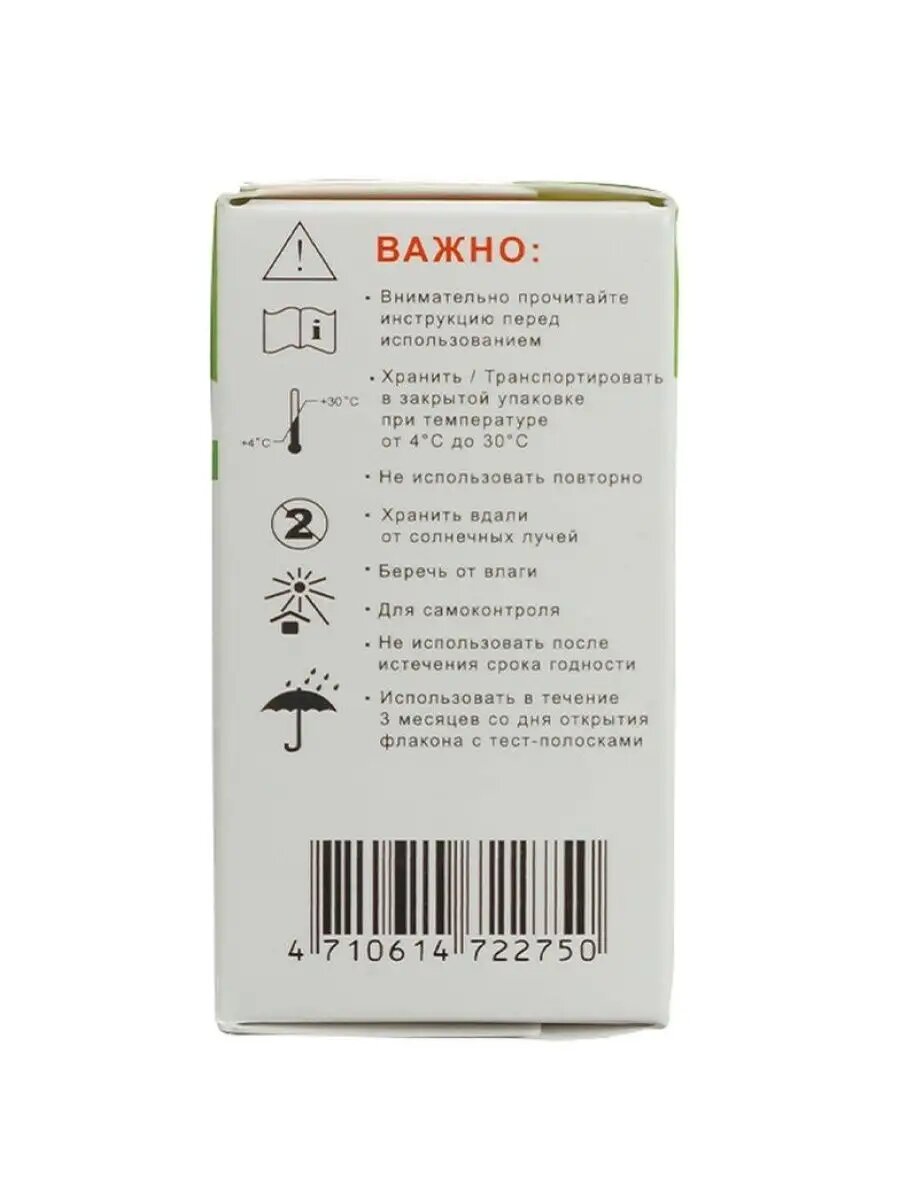 ВАЖНО:
• Внимательно прочитайте
инструкцию перед
использованием
• Хранить / Транспортировать
в закрытой упаковке
при температуре
от 4°C до 30°C
+30°C
+4°C
• Не использовать повторно
2
• Хранить вдали
от солнечных лучей
• Беречь от влаги
• Для самоконтроля
• Не использовать после
истечения срока годности
• Использовать в течение
3 месяцев со дня открытия
флакона с тест-полосками
4 710614 722750